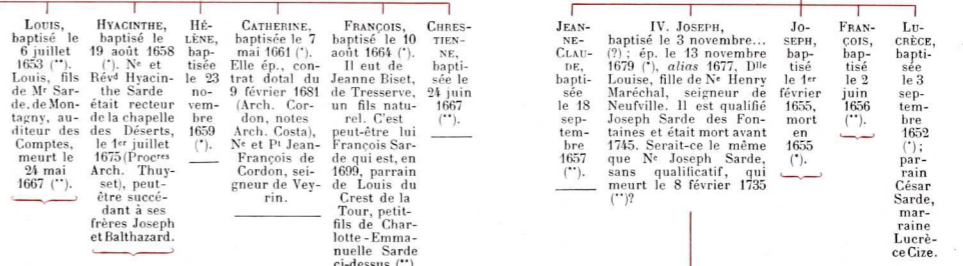 LOUIS,
baptisé le
6 juillet
1653 (**).
Louis, fils
de Mr Sar-
de, de Mon-
tagny, au-
diteur des
Comptes,
meurt le
24 mai
1667 (**).
HYACINTHE,
baptisé le
19 août 1658
(*). Ne et
Révd Hyacin-
the Sarde
était recteur
de la chapelle
des Déserts,
le 1er juillet
1675 (Procres
Arch. Thuy-
set), peut-
être succé-
dant à ses
frères Joseph
et Balthazard.
HÉ-
LÈNE,
bap-
tisée
le 23
no-
vem-
bre
1659
(*).
CATHERINE,
baptisée le 7
mai 1661 (*).
Elle ép., con-
trat dotal du
9 février 1681
(Arch. Cor-
don, notes
Arch. Costa),
Ne et Pt Jean-
François de
Cordon, sei-
gneur de Vey-
rin.
FRANÇOIS,
baptisé le 10
août 1664 (*).
Il eut de
Jeanne Biset,
de Tresserve,
un fils natu-
rel. C'est
peut-être lui
François Sar-
de qui est, en
1699, parrain
de Louis du
Crest de la
Tour, petit-
fils de Char-
lotte-Emma-
nuelle Sarde
ci-dessus (**).
CHRES-
TIEN-
NE,
bapti-
sée le
24 juin
1667
(**).
JEAN-
NE-
CLAU-
DE,
bapti-
sée
le 18
sep-
tem-
bre
1657
(**).
IV. JOSEPH,
baptisé le 3 novembre...
(?) ; ép. le 13 novembre
1679 (*), alias 1677, Dlle
Louise, fille de Ne Henry
Maréchal, seigneur de
Neufville. Il est qualifié
Joseph Sarde des Fon-
taines et était mort avant
1745. Serait-ce le même
que Ne Joseph Sarde,
sans qualificatif, qui
meurt le 8 février 1735
(**)?
JO-
SEPH,
bap-
tisé
le 1er
février
1655,
mort
en
1655
(*).
FRAN-
ÇOIS,
bap-
tisé
le 2
juin
1656
(**).
LU-
CRÈCE,
bapti-
sée
le 3
sep-
tem-
bre
1652
(*) ;
par-
rain
César
Sarde,
mar-
raine
Lucrè-
ce Cize.